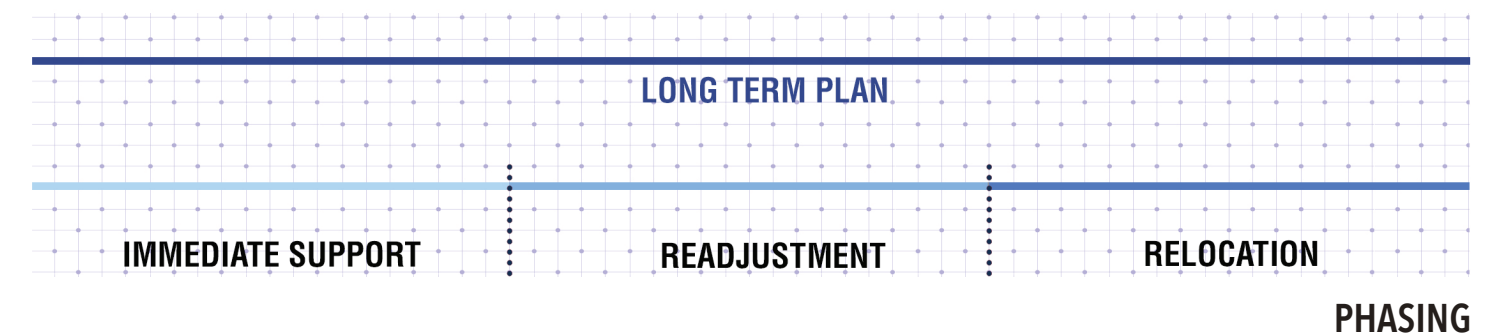 LONG TERM PLAN
IMMEDIATE SUPPORT
READJUSTMENT
RELOCATION
PHASING